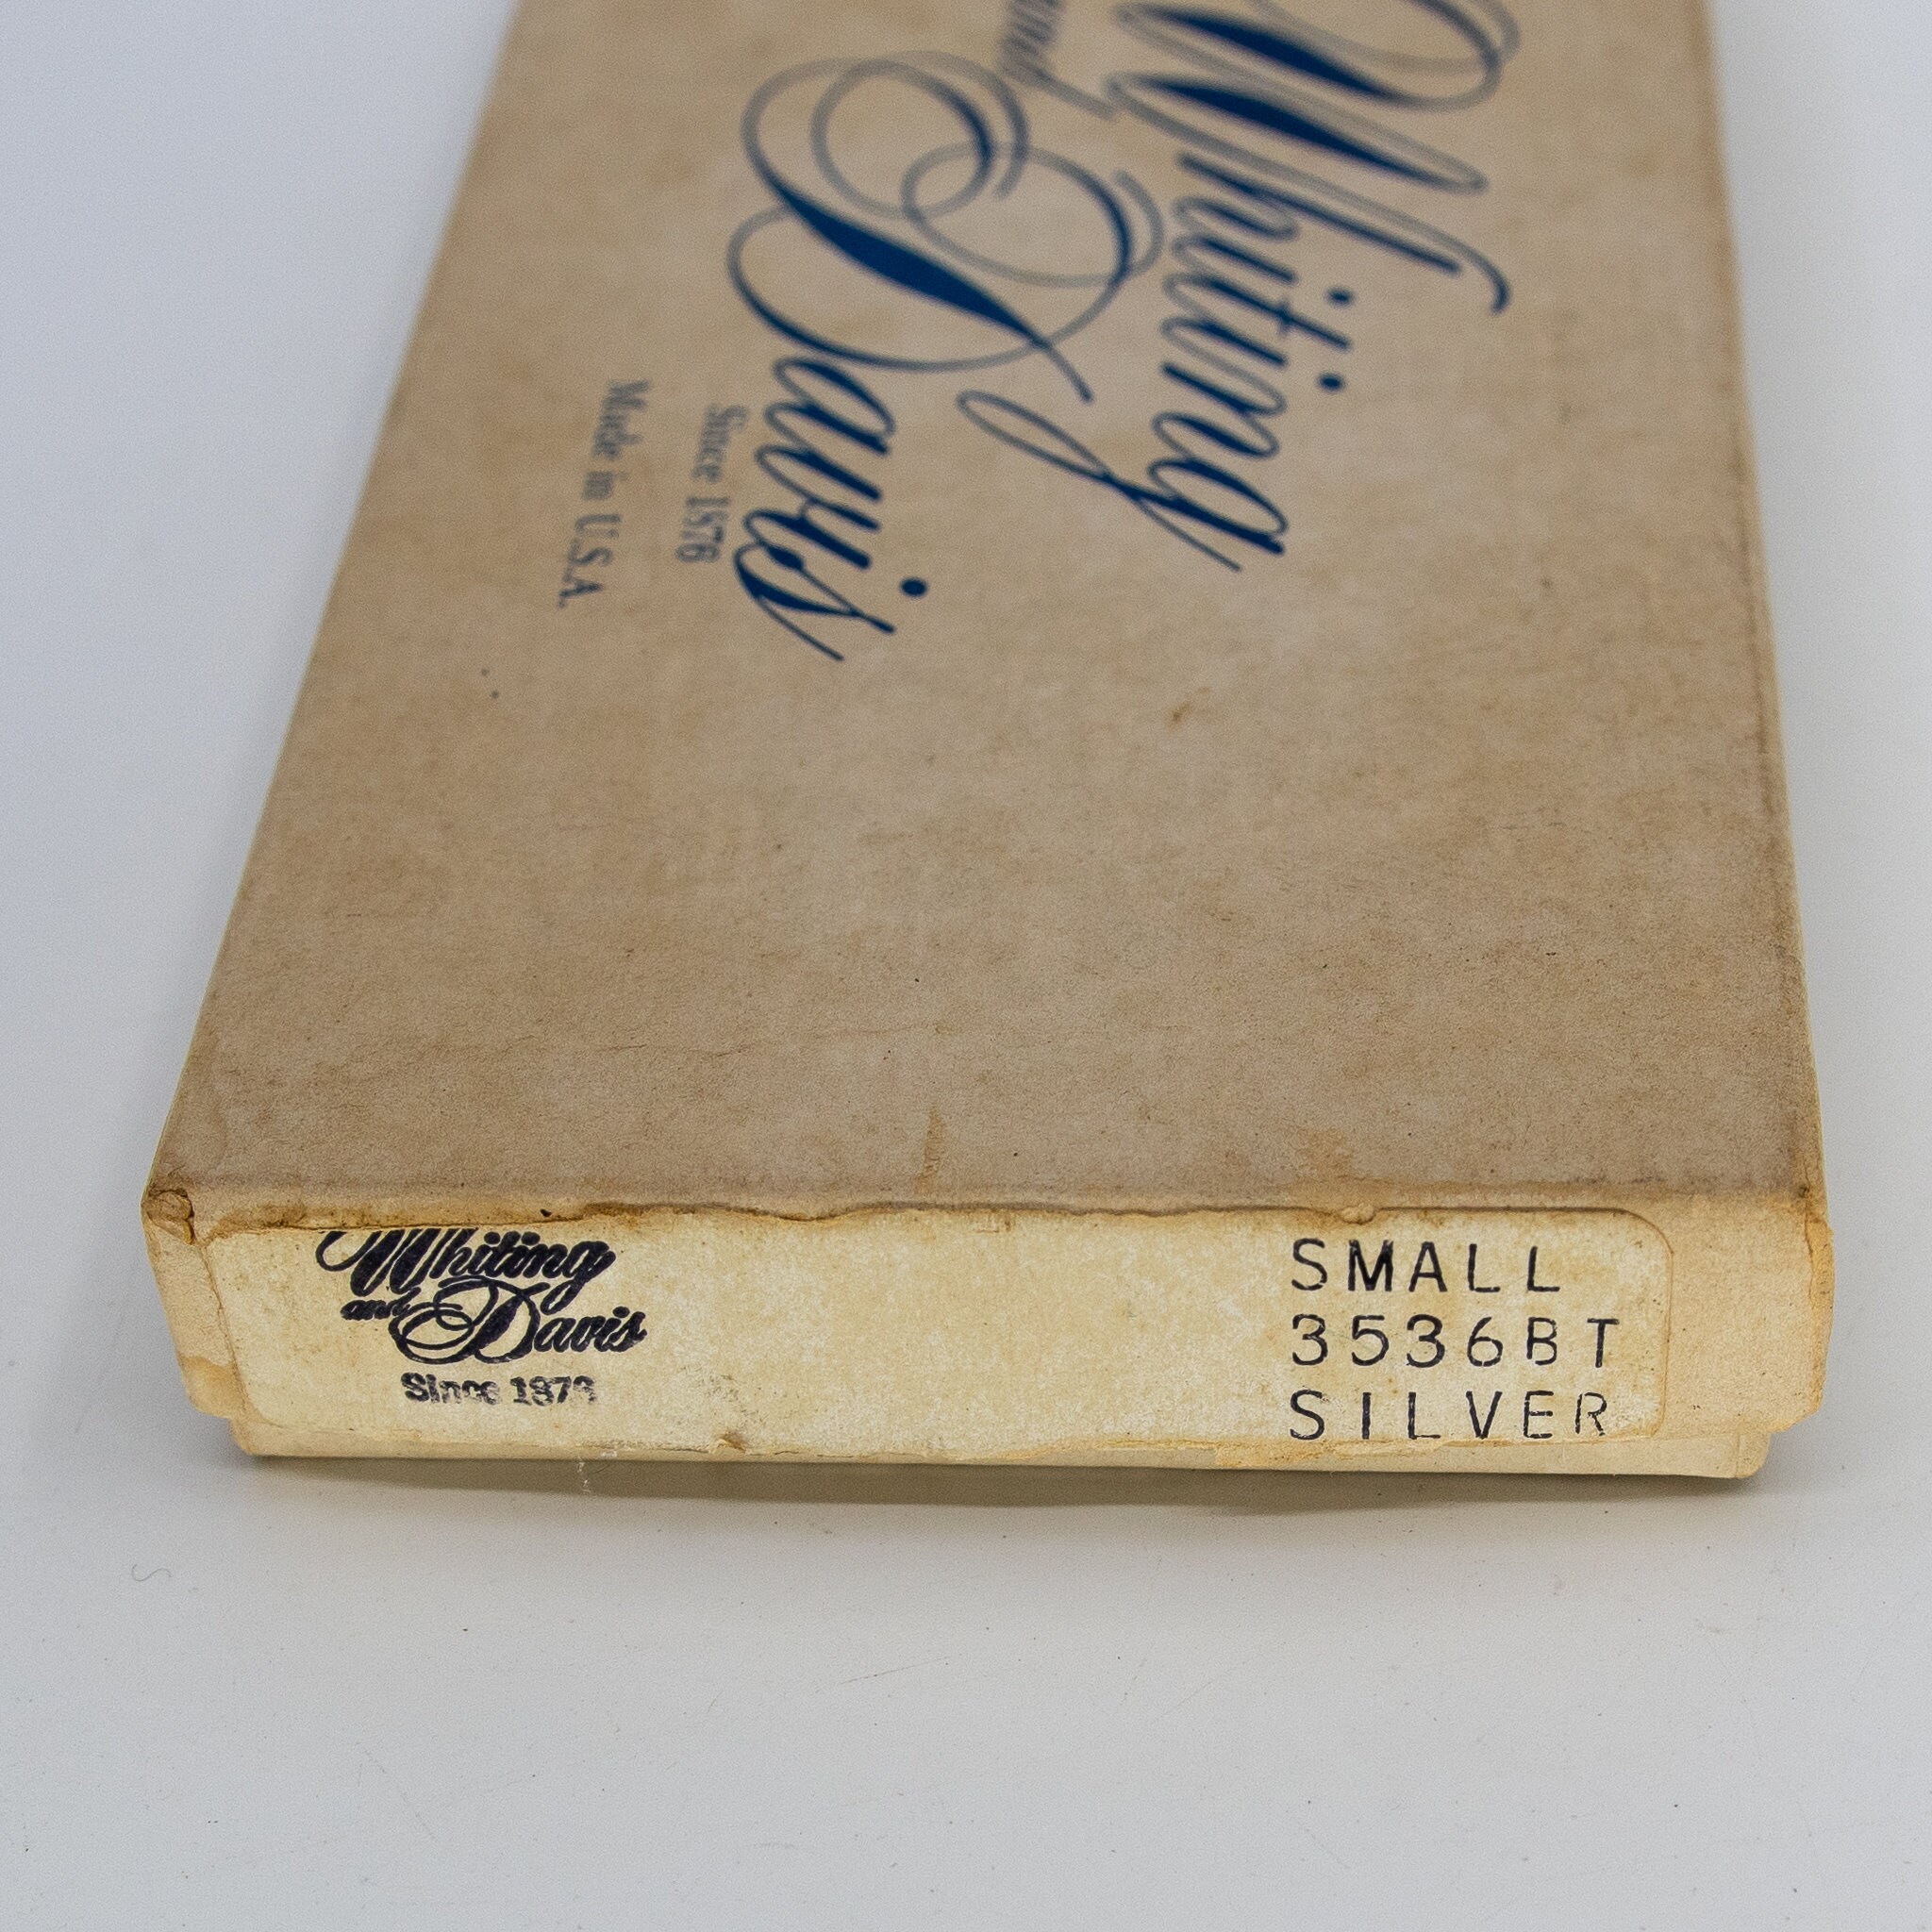 Whiting
and
Davis
Since 1876
Made in U.S.A.
Whiting
and Davis
Since 1876
SMALL
3536BT
SILVER